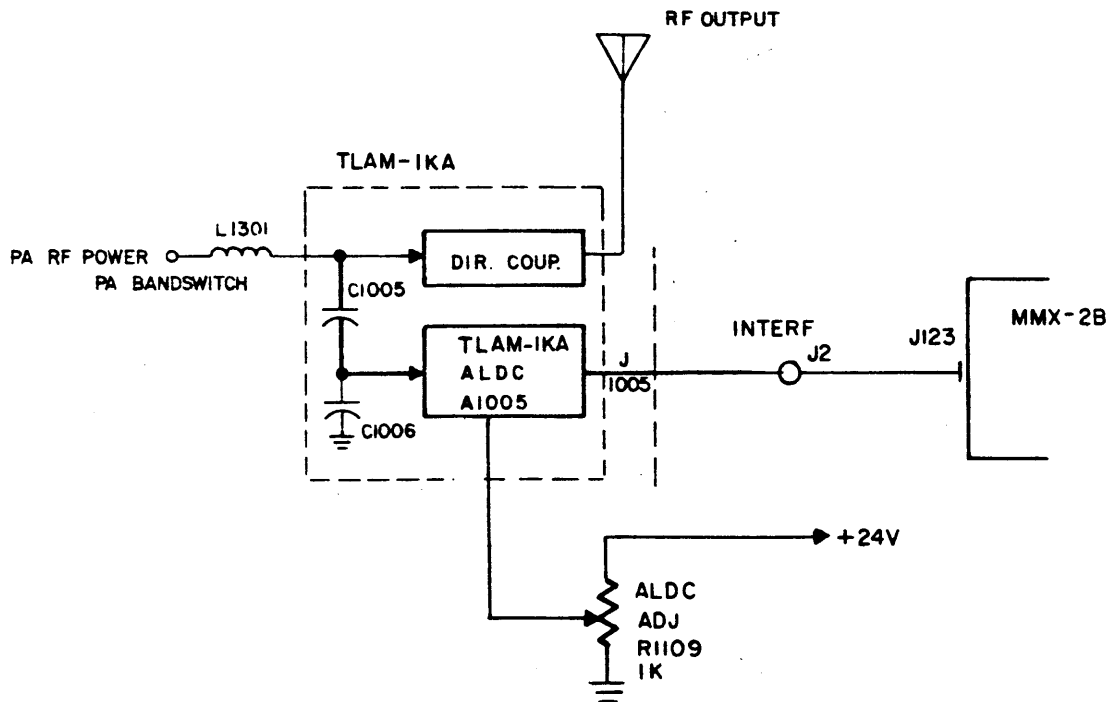 RF OUTPUT
TLAM-1KA
L1301
PA RF POWER
PA BANDSWITCH
DIR. COUP.
C1005
TLAM-1KA
ALDC
A1005
C1006
J
1005
INTERF
J2
J123
MMX-2B
+24V
ALDC
ADJ
R1109
1K